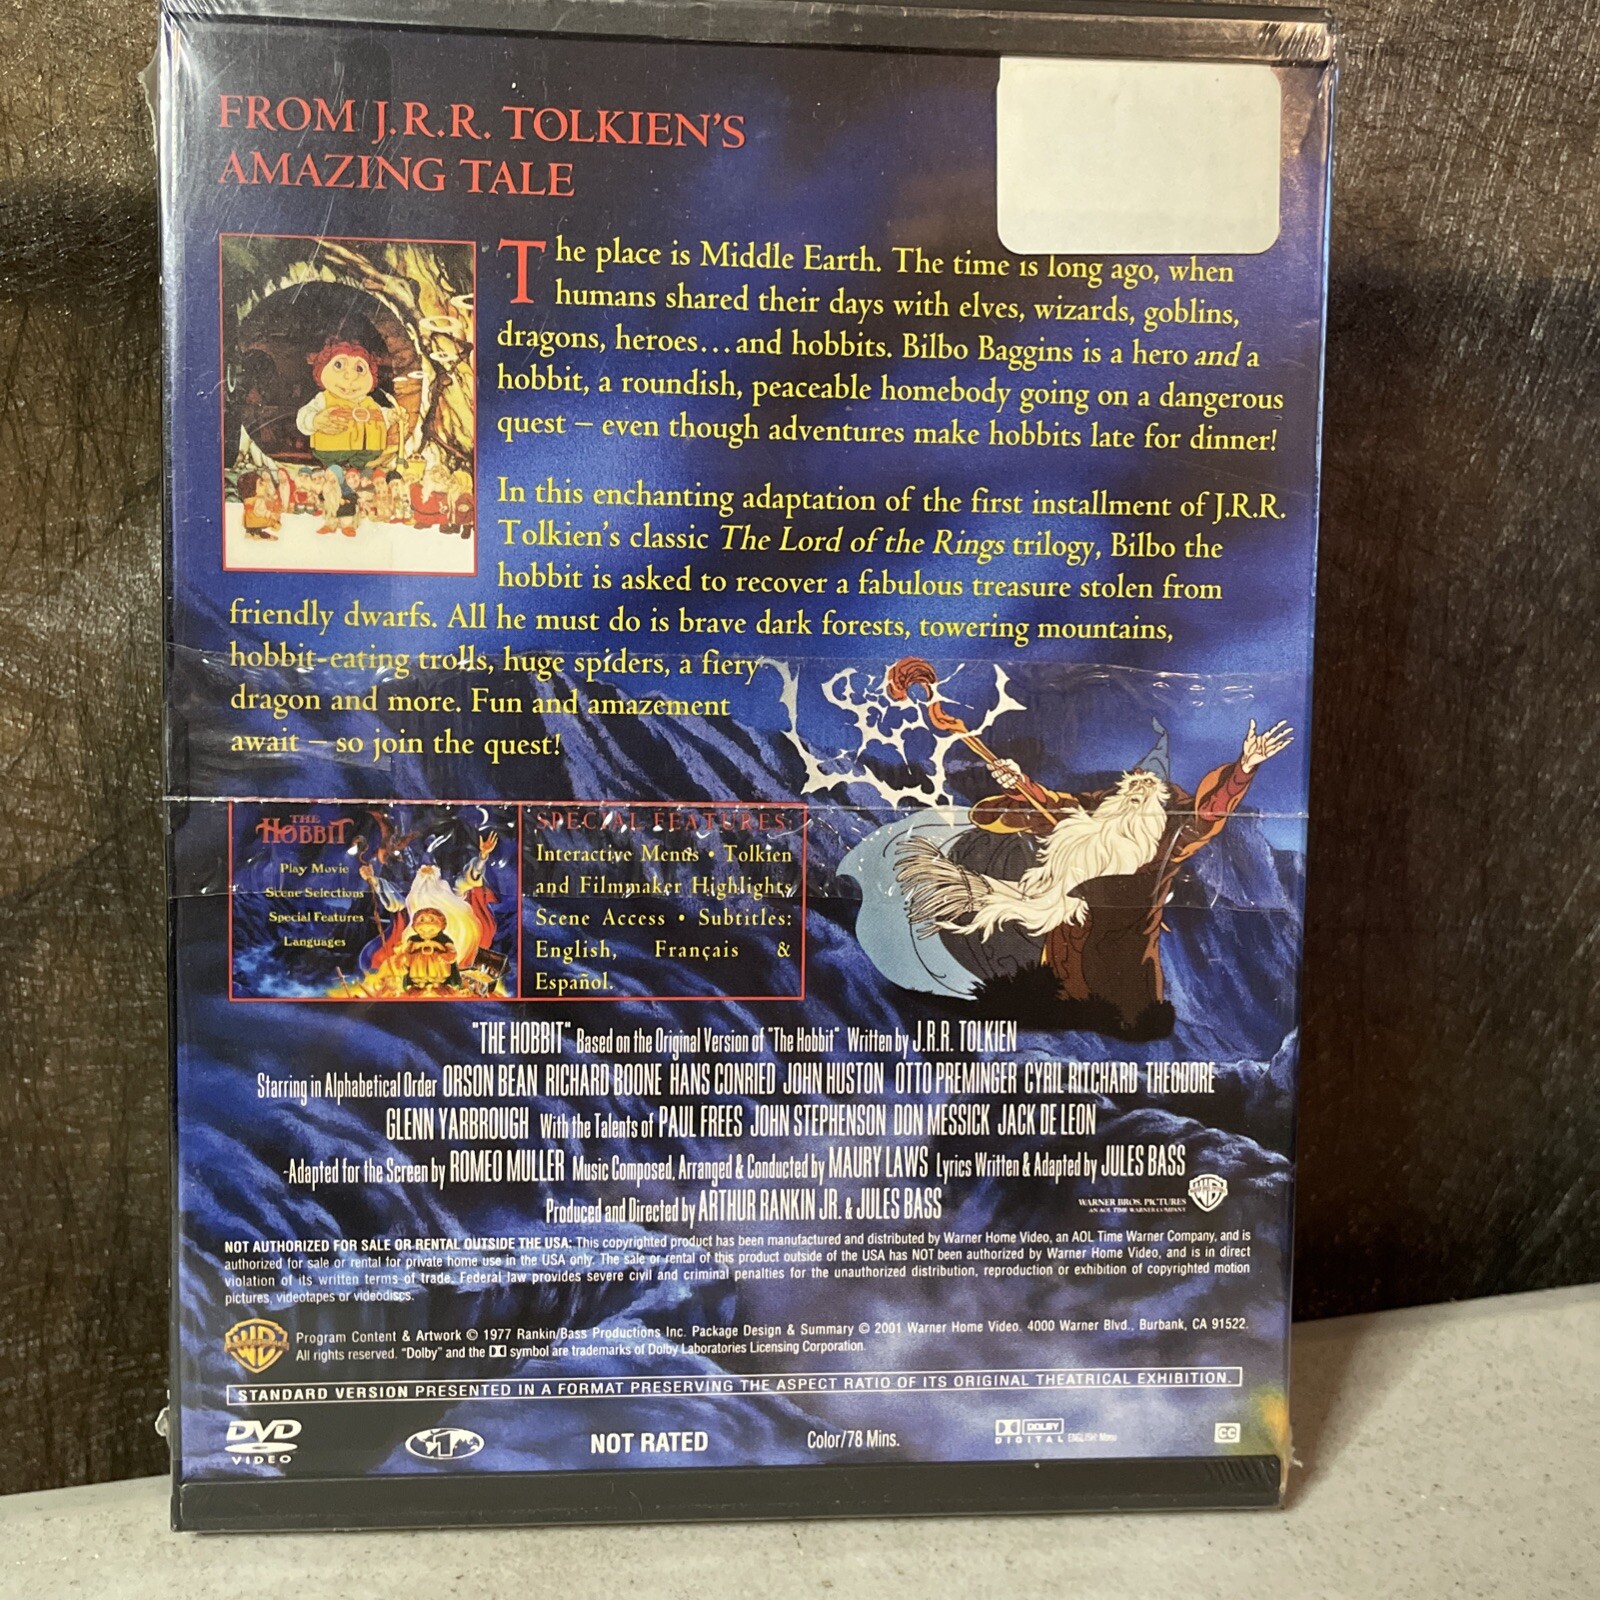 FROM J.R.R. TOLKIEN'S
AMAZING TALE
The place is Middle Earth. The time is long ago, when
humans shared their days with elves, wizards, goblins,
dragons, heroes…and hobbits. Bilbo Baggins is a hero and a
hobbit, a roundish, peaceable homebody going on a dangerous
quest – even though adventures make hobbits late for dinner!
In this enchanting adaptation of the first installment of J.R.R.
Tolkien's classic The Lord of the Rings trilogy, Bilbo the
hobbit is asked to recover a fabulous treasure stolen from
friendly dwarfs. All he must do is brave dark forests, towering mountains,
hobbit-eating trolls, huge spiders, a fiery
dragon and more. Fun and amazement
await – so join the quest!
THE
HOBBIT
Play Movie
Scene Selections
Special Features
Languages
SPECIAL FEATURES:
Interactive Menus • Tolkien
and Filmmaker Highlights
Scene Access • Subtitles:
English, Français &
Español.
"THE HOBBIT" Based on the Original Version of "The Hobbit" Written by J.R.R. TOLKIEN
Starring in Alphabetical Order ORSON BEAN RICHARD BOONE HANS CONRIED JOHN HUSTON OTTO PREMINGER CYRIL RITCHARD THEODORE
GLENN YARBROUGH With the Talents of PAUL FREES JOHN STEPHENSON DON MESSICK JACK DE LEON
Adapted for the Screen by ROMEO MULLER Music Composed, Arranged & Conducted by MAURY LAWS Lyrics Written & Adapted by JULES BASS
Produced and Directed by ARTHUR RANKIN JR. & JULES BASS
WARNER BROS. PICTURES
AN AOL TIME WARNER COMPANY
WB
NOT AUTHORIZED FOR SALE OR RENTAL OUTSIDE THE USA: This copyrighted product has been manufactured and distributed by Warner Home Video, an AOL Time Warner Company, and is
authorized for sale or rental for private home use in the USA only. The sale or rental of this product outside of the USA has NOT been authorized by Warner Home Video, and is in direct
violation of its written terms of trade. Federal law provides severe civil and criminal penalties for the unauthorized distribution, reproduction or exhibition of copyrighted motion
pictures, videotapes or videodiscs.
WB
Program Content & Artwork © 1977 Rankin/Bass Productions Inc. Package Design & Summary © 2001 Warner Home Video. 4000 Warner Blvd., Burbank, CA 91522.
All rights reserved. "Dolby" and the DD symbol are trademarks of Dolby Laboratories Licensing Corporation.
STANDARD VERSION PRESENTED IN A FORMAT PRESERVING THE ASPECT RATIO OF ITS ORIGINAL THEATRICAL EXHIBITION.
DVD
VIDEO
1
NOT RATED
Color/78 Mins.
DOLBY
DIGITAL
ENGLISH: Mono
CC